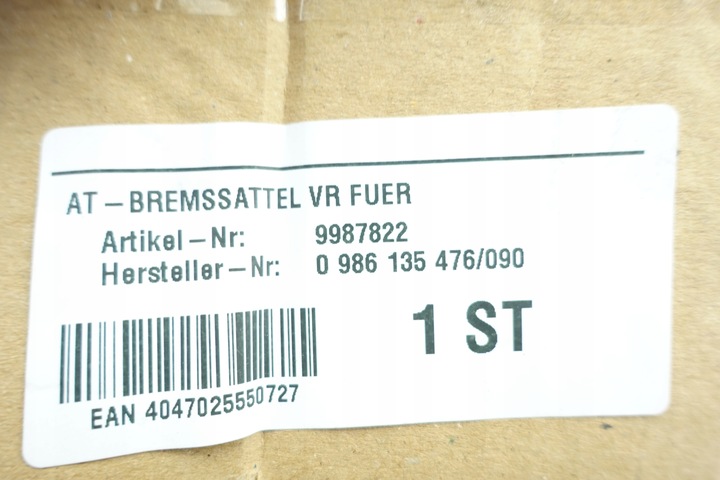 AT – BREMSSATTEL VR FUER
Artikel – Nr: 9987822
Hersteller – Nr: 0 986 135 476/090
1 ST
EAN 4047025550727